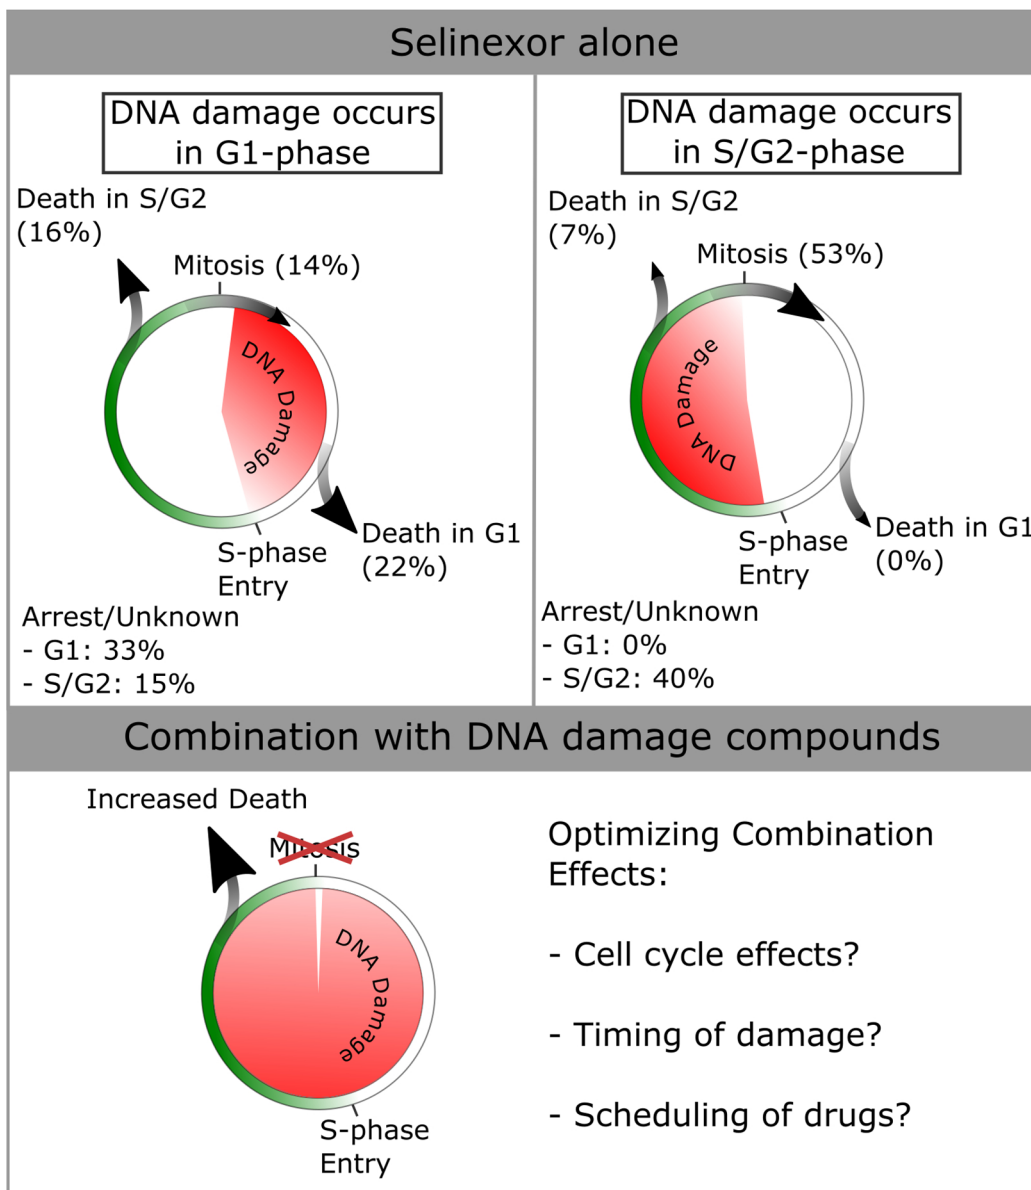 Selinexor alone
DNA damage occurs
in G1-phase
Death in S/G2
(16%)
Mitosis (14%)
DNA Damage
Death in G1
(22%)
S-phase
Entry
Arrest/Unknown
- G1: 33%
- S/G2: 15%
DNA damage occurs
in S/G2-phase
Death in S/G2
(7%)
Mitosis (53%)
DNA Damage
Death in G1
(0%)
S-phase
Entry
Arrest/Unknown
- G1: 0%
- S/G2: 40%
Combination with DNA damage compounds
Increased Death
Mitosis
DNA Damage
S-phase
Entry
Optimizing Combination
Effects:
- Cell cycle effects?
- Timing of damage?
- Scheduling of drugs?